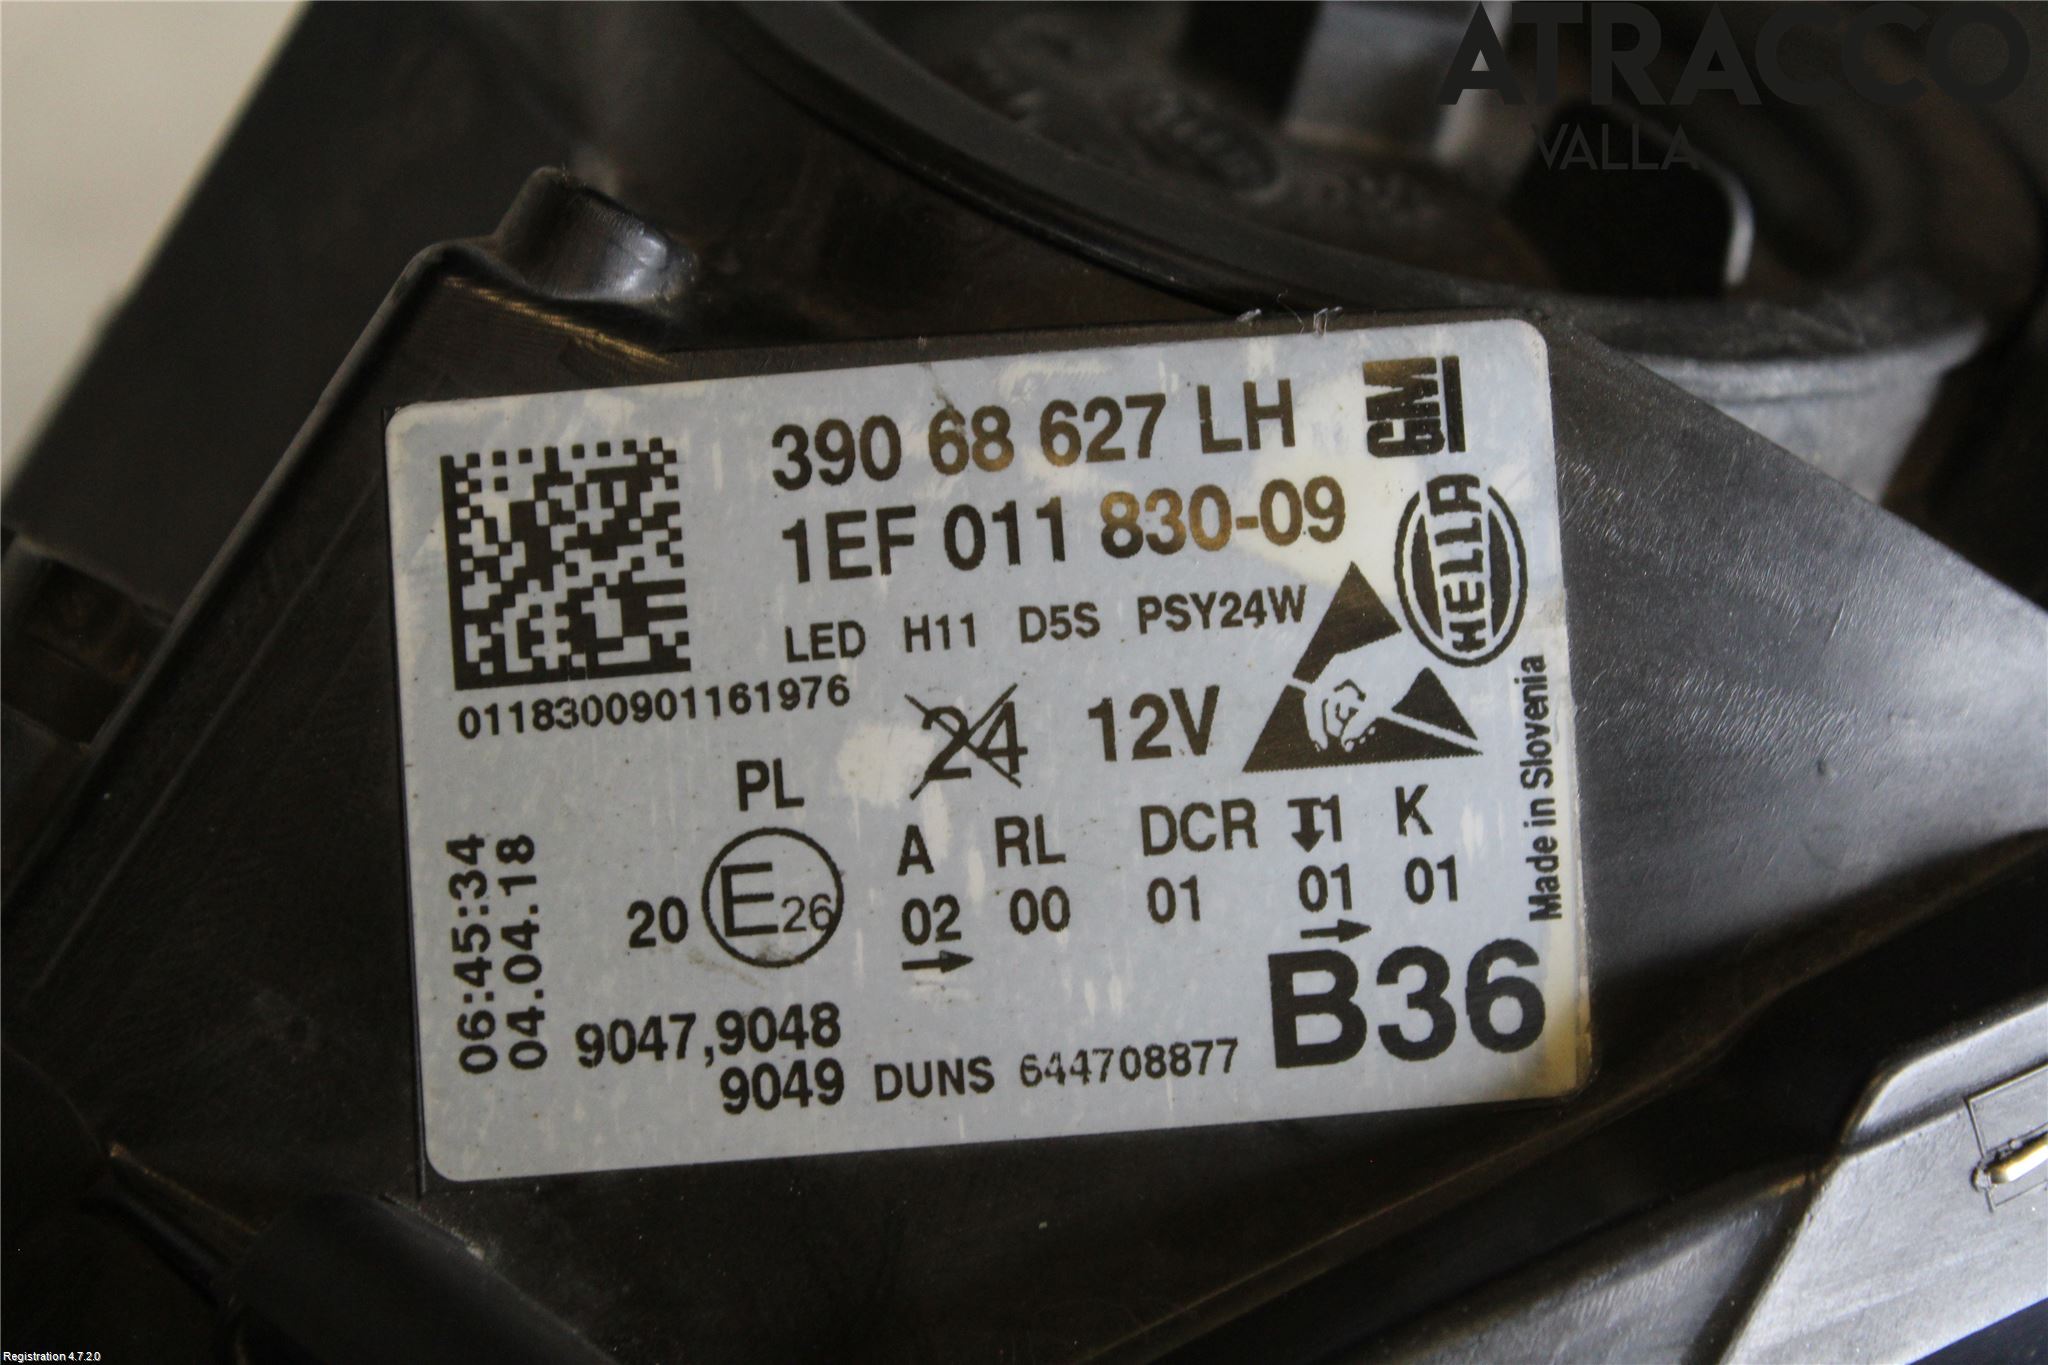 ATRACCO
VALLA
390 68 627 LH
GM
1EF 011 830-09
HELLA
LED H11 D5S PSY24W
0118300901161976
24 12V
PL
A RL DCR 1 K
20 E26 02 00 01 01 01
Made in Slovenia
06:45:34
04.04.18
9047,9048
9049 DUNS 644708877
B36
Registration 4.7.2.0